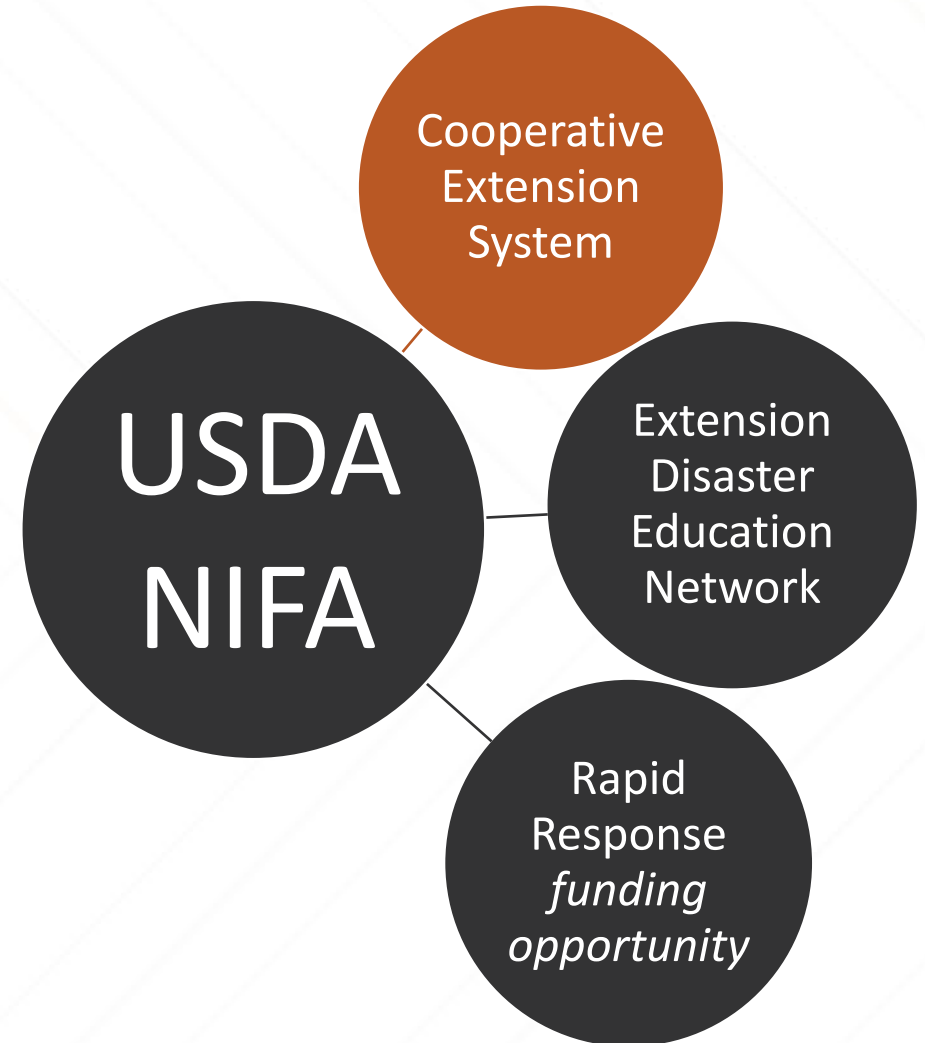 Cooperative
Extension
System
USDA
NIFA
Extension
Disaster
Education
Network
Rapid
Response
funding
opportunity